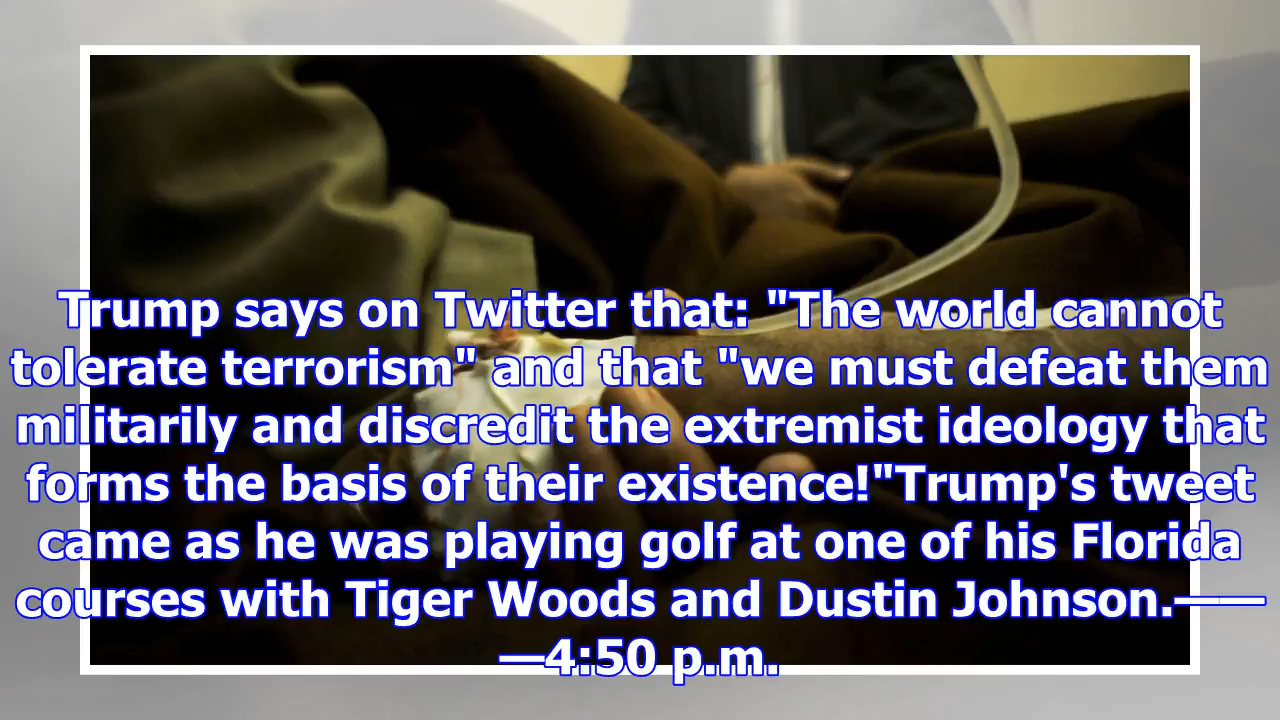 Trump says on Twitter that: "The world cannot
tolerate terrorism" and that "we must defeat them
militarily and discredit the extremist ideology that
forms the basis of their existence!"Trump's tweet
came as he was playing golf at one of his Florida
courses with Tiger Woods and Dustin Johnson.——
—4:50 p.m.